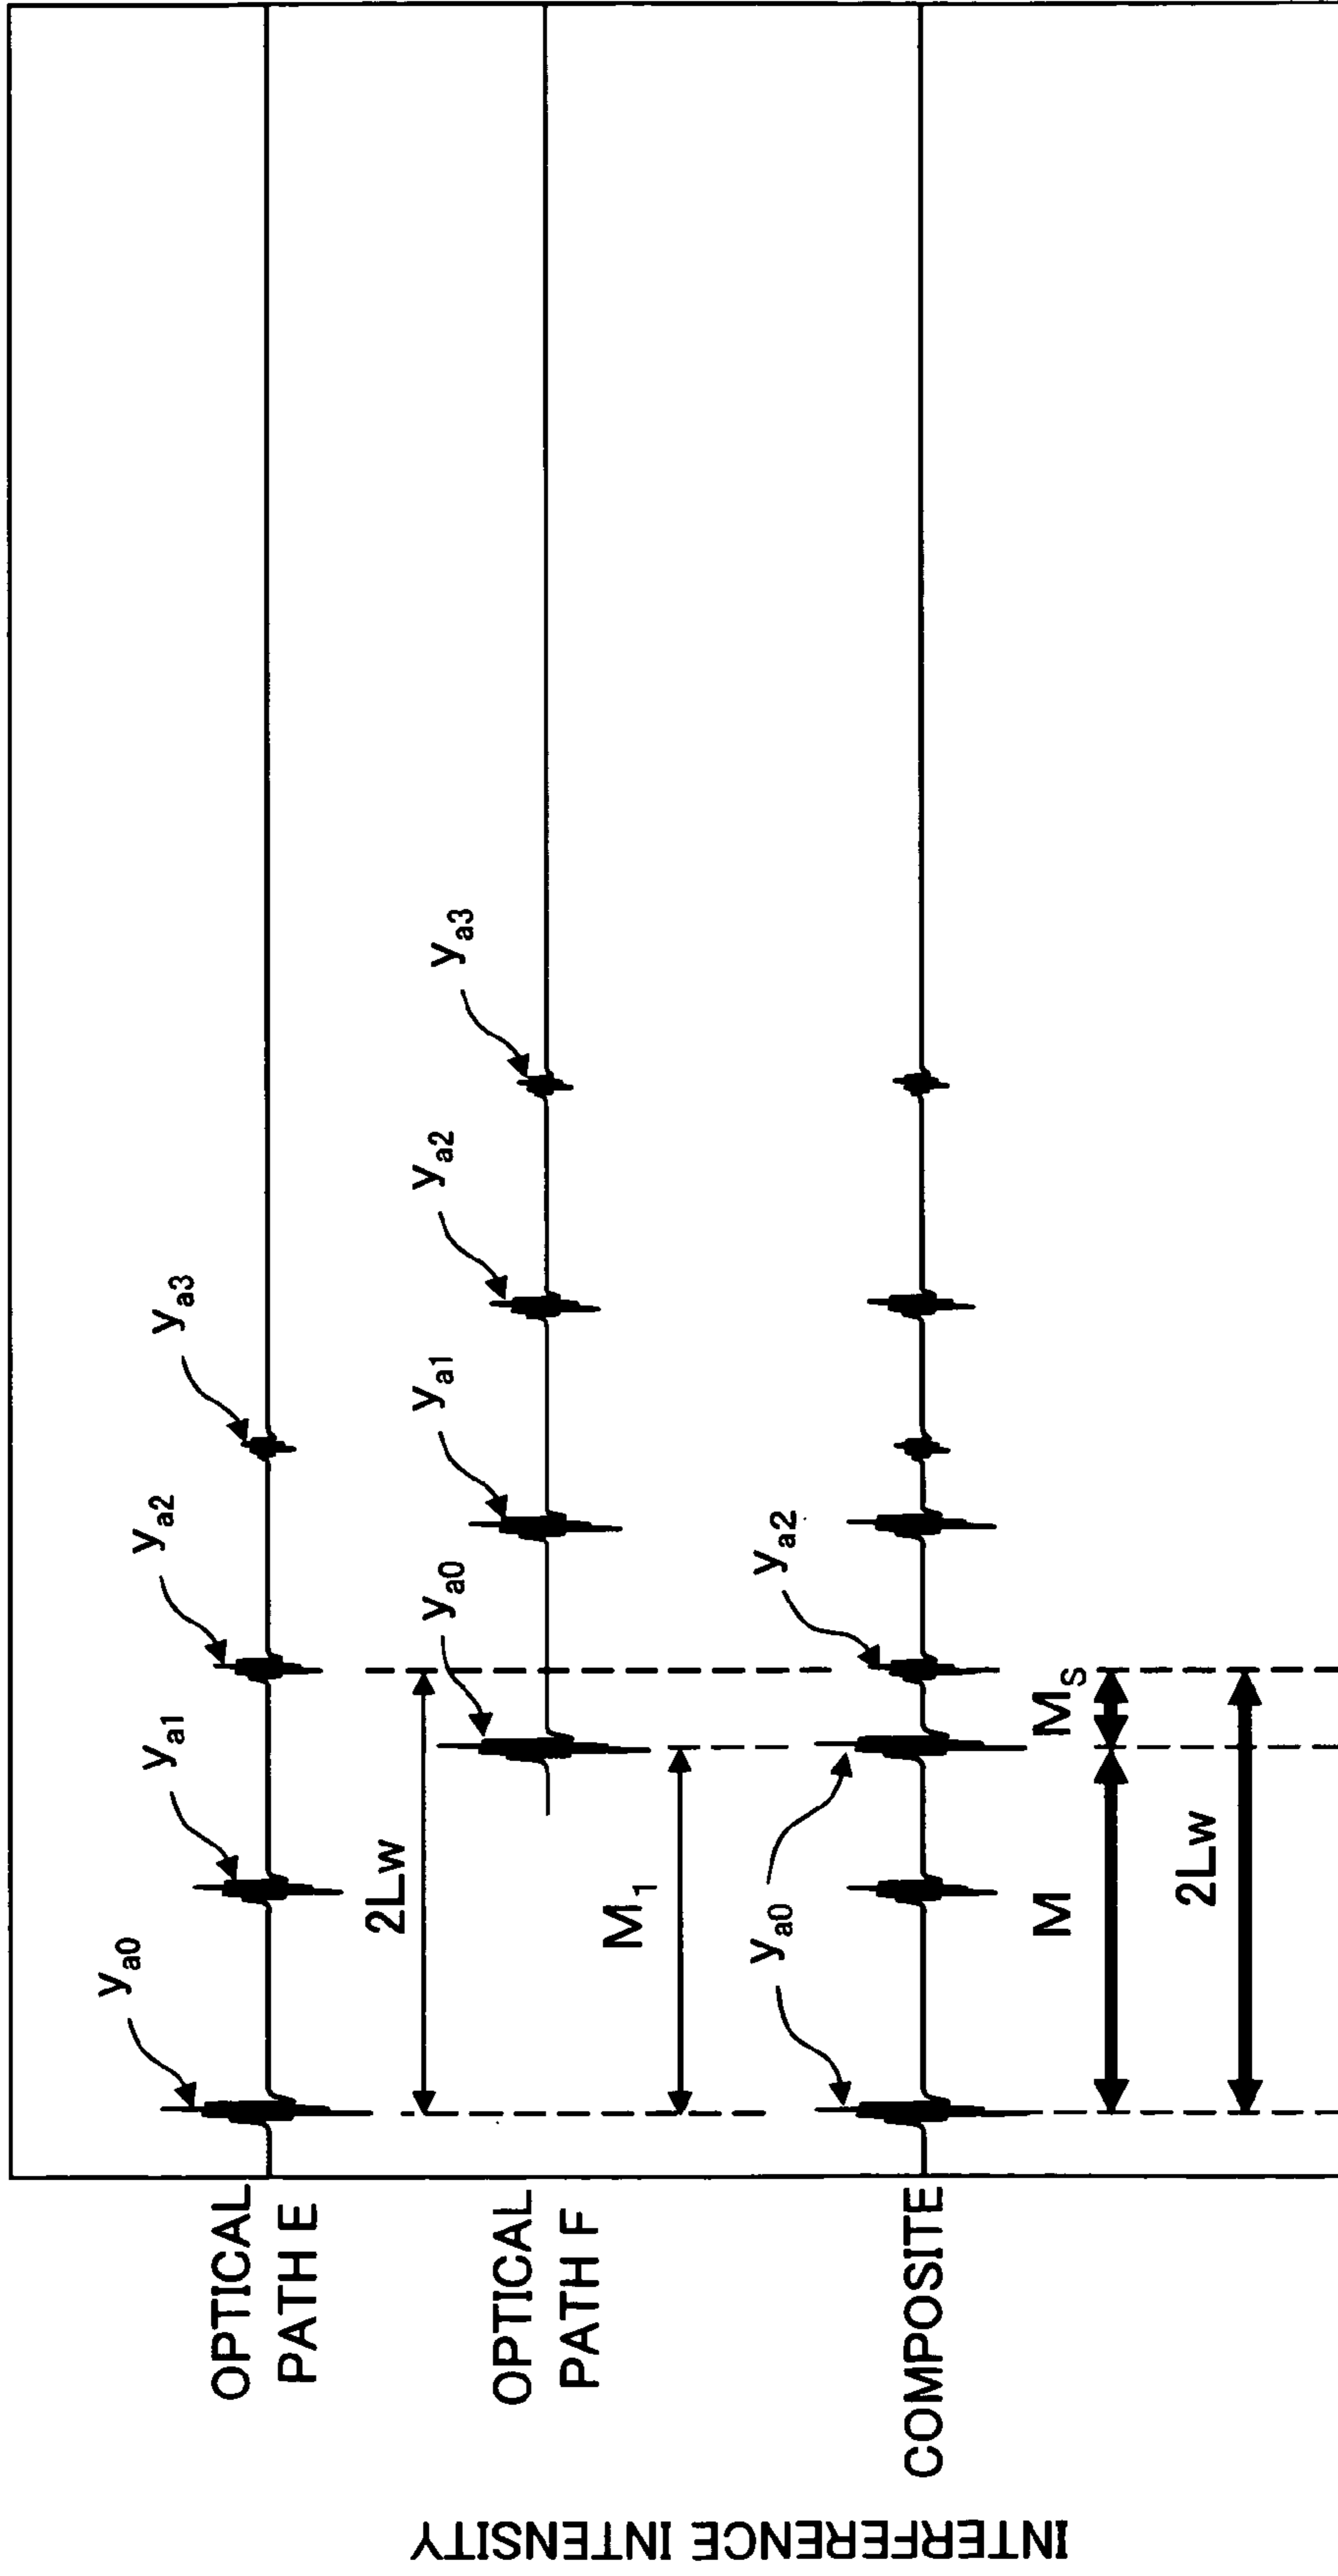 OPTICAL
PATH E
ya0
ya1
ya2
ya3
2Lw
OPTICAL
PATH F
ya0
ya1
ya2
ya3
M1
COMPOSITE
ya0
ya2
M
MS
2Lw
INTERFERENCE INTENSITY